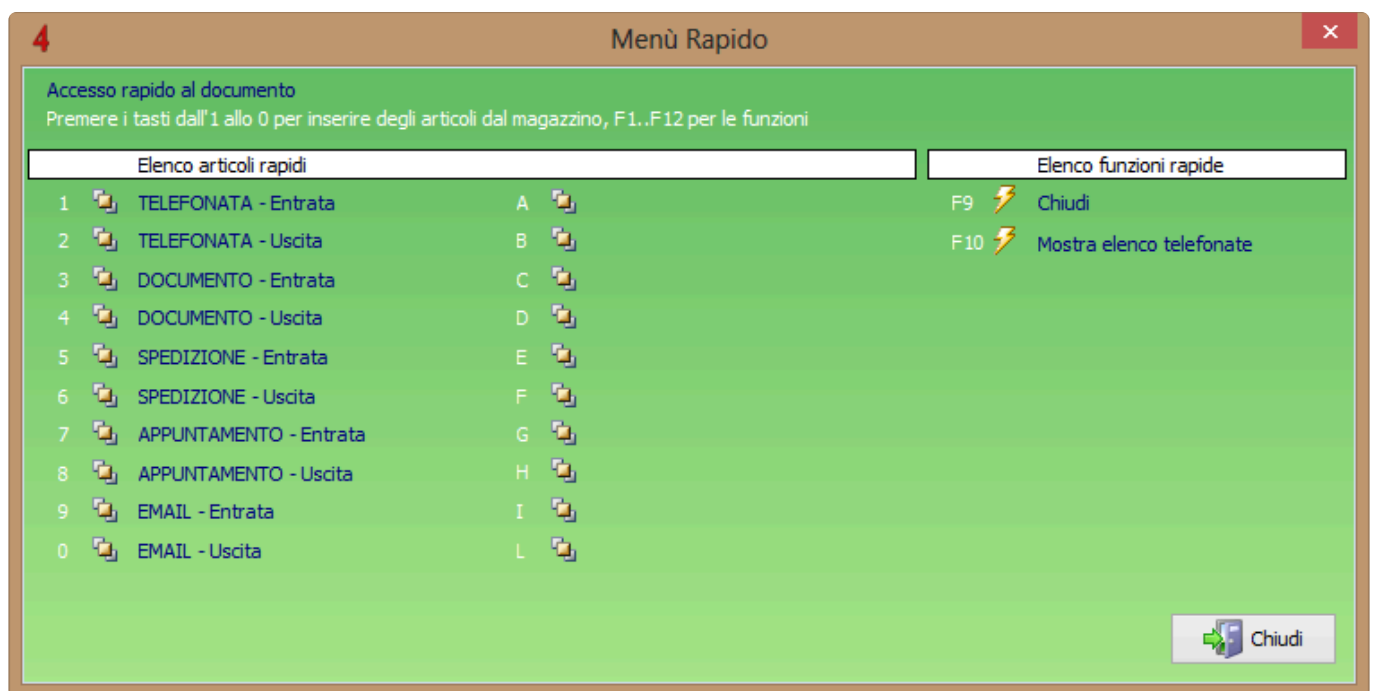 4 Menù Rapido ×
Accesso rapido al documento
Premere i tasti dall'1 allo 0 per inserire degli articoli dal magazzino, F1..F12 per le funzioni
Elenco articoli rapidi Elenco funzioni rapide
1 TELEFONATA - Entrata A F9 Chiudi
2 TELEFONATA - Uscita B F10 Mostra elenco telefonate
3 DOCUMENTO - Entrata C
4 DOCUMENTO - Uscita D
5 SPEDIZIONE - Entrata E
6 SPEDIZIONE - Uscita F
7 APPUNTAMENTO - Entrata G
8 APPUNTAMENTO - Uscita H
9 EMAIL - Entrata I
0 EMAIL - Uscita L
Chiudi